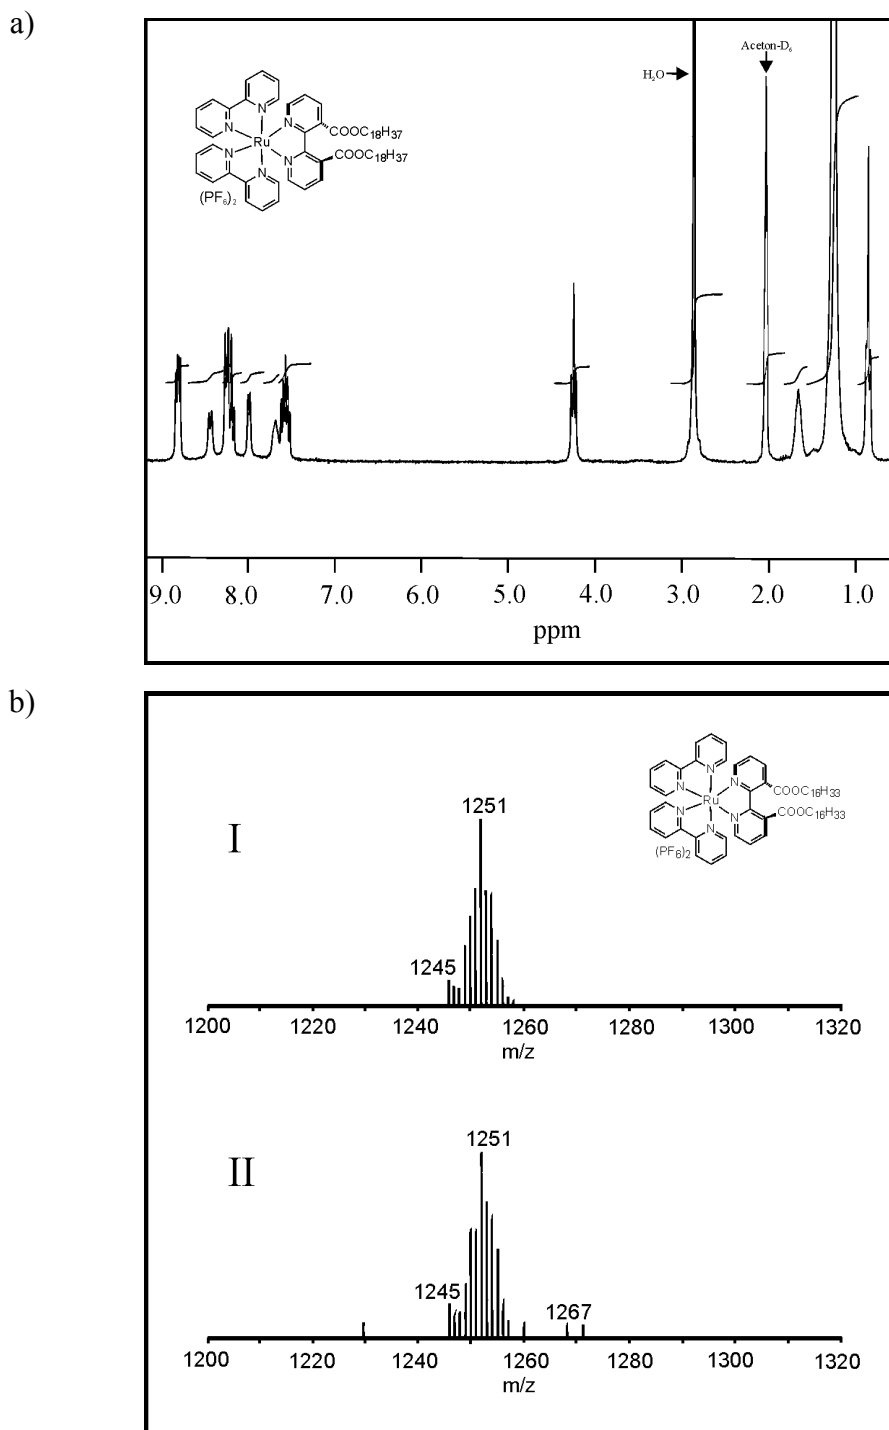 a)
H₂O
Aceton-D₆
N
N
N
COOC₁₈H₃₇
N
Ru
N
N
COOC₁₈H₃₇
(PF₆)₂
9.0 8.0 7.0 6.0 5.0 4.0 3.0 2.0 1.0
ppm
b)
I
1251
1245
N
N
N
COOC₁₆H₃₃
N
Ru
N
N
COOC₁₆H₃₃
(PF₆)₂
1200 1220 1240 1260 1280 1300 1320
m/z
II
1251
1245
1267
1200 1220 1240 1260 1280 1300 1320
m/z